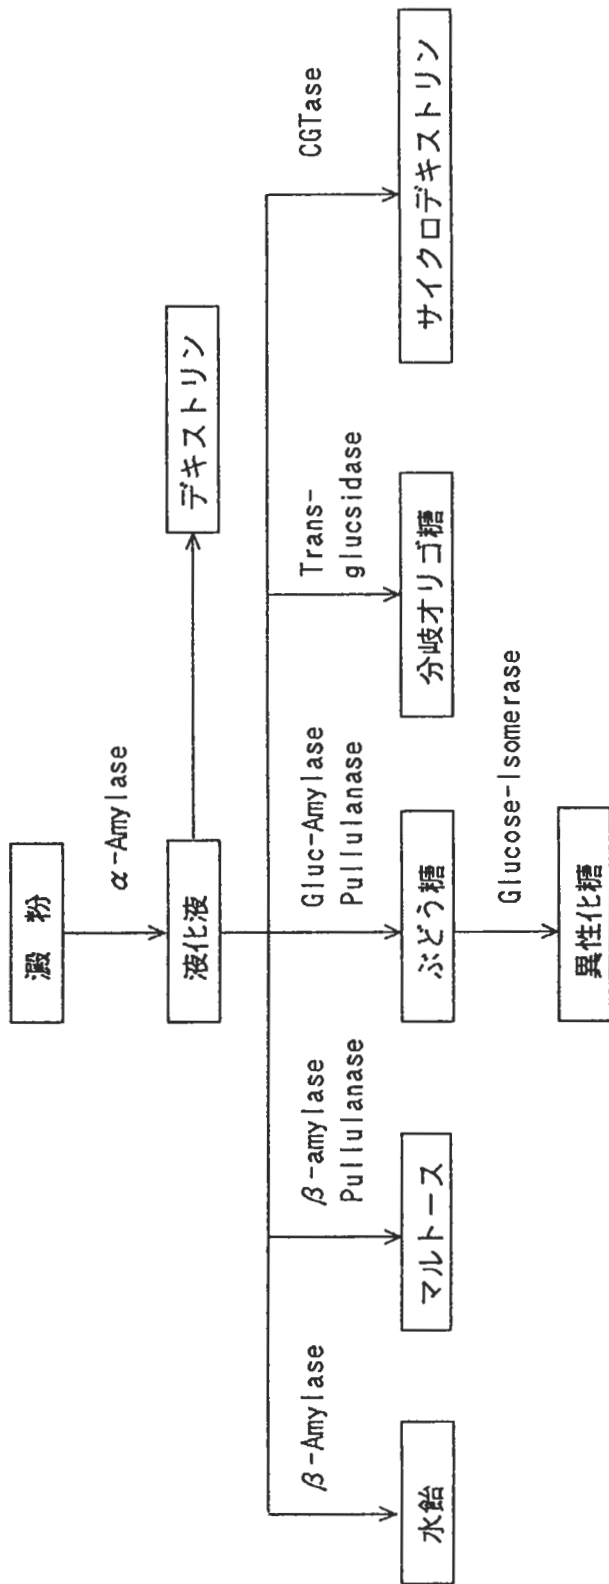 澱 粉
α-Amylase
液化液
デキストリン
β-Amylase
β-amylase
Pullulanase
Gluc-Amylase
Pullulanase
Trans-
glucsidase
CGTase
水飴
マルトース
ぶどう糖
分岐オリゴ糖
サイクロデキストリン
Glucose-Isomerase
異性化糖